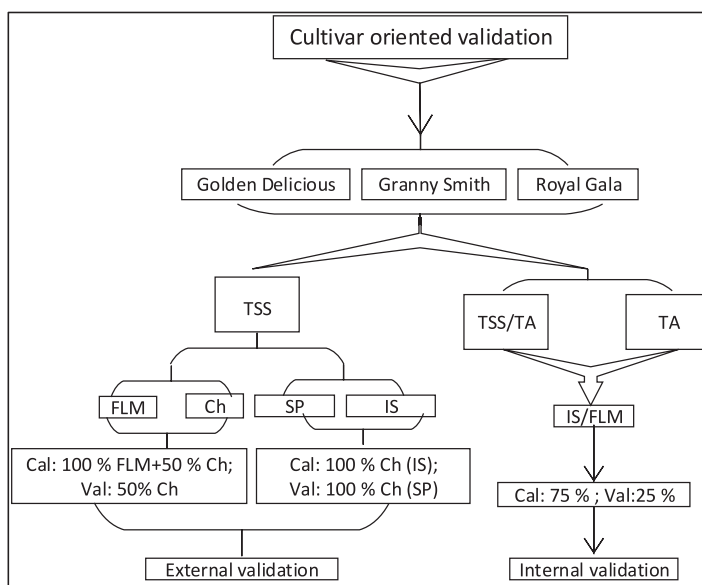 Cultivar oriented validation
Golden Delicious
Granny Smith
Royal Gala
TSS
TSS/TA
TA
FLM
Ch
SP
IS
IS/FLM
Cal: 100 % FLM+50 % Ch;
Val: 50% Ch
Cal: 100 % Ch (IS);
Val: 100 % Ch (SP)
Cal: 75 % ; Val:25 %
External validation
Internal validation